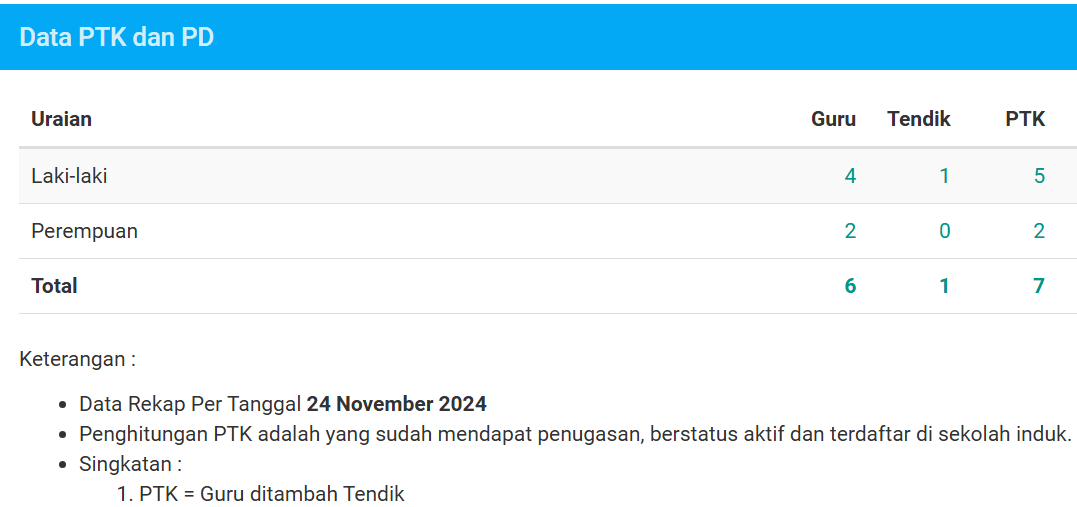 Data PTK dan PD
Uraian Guru Tendik PTK
Laki-laki 4 1 5
Perempuan 2 0 2
Total 6 1 7
Keterangan :
• Data Rekap Per Tanggal 24 November 2024
• Penghitungan PTK adalah yang sudah mendapat penugasan, berstatus aktif dan terdaftar di sekolah induk.
• Singkatan :
1. PTK = Guru ditambah Tendik